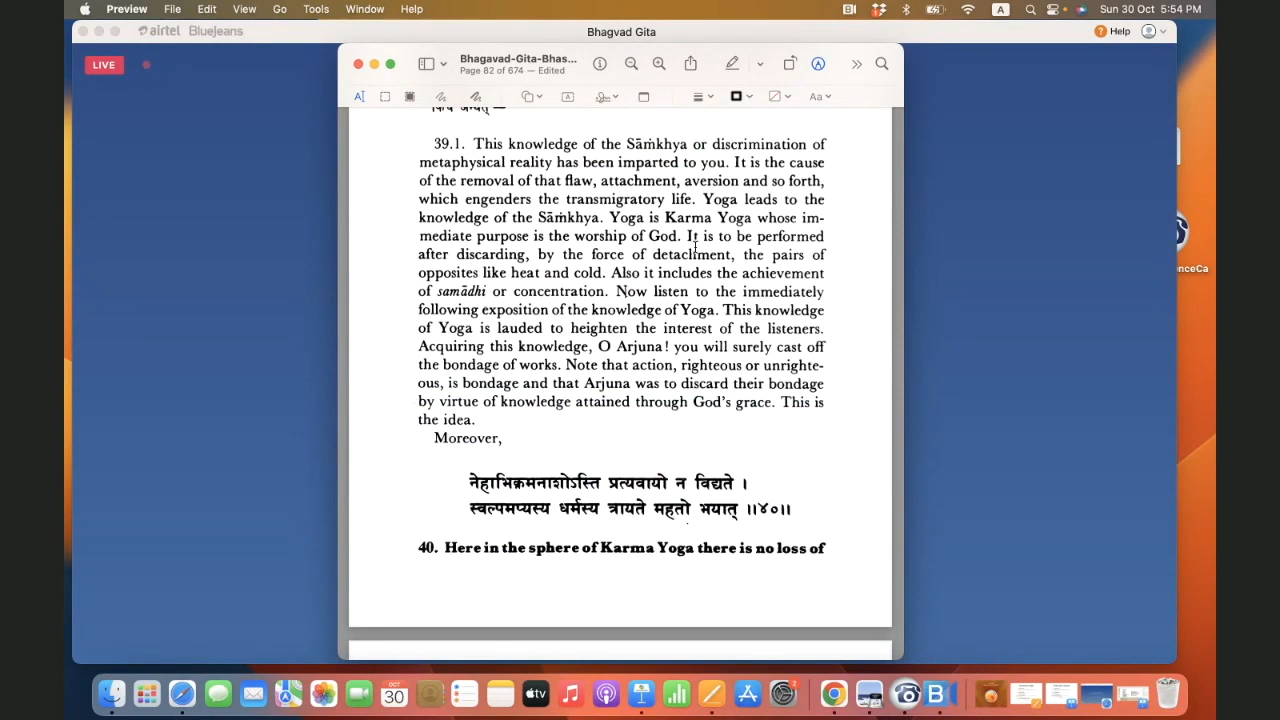 Preview File Edit View Go Tools Window Help
A Sun 30 Oct 5:54 PM
airtel Bluejeans Bhagvad Gita Help
LIVE
Bhagavad-Gita-Bhas...
Page 82 of 674 — Edited
Aa
39.1. This knowledge of the Sāṁkhya or discrimination of
metaphysical reality has been imparted to you. It is the cause
of the removal of that flaw, attachment, aversion and so forth,
which engenders the transmigratory life. Yoga leads to the
knowledge of the Sāṁkhya. Yoga is Karma Yoga whose im-
mediate purpose is the worship of God. It is to be performed
after discarding, by the force of detachment, the pairs of
opposites like heat and cold. Also it includes the achievement
of samādhi or concentration. Now listen to the immediately
following exposition of the knowledge of Yoga. This knowledge
of Yoga is lauded to heighten the interest of the listeners.
Acquiring this knowledge, O Arjuna! you will surely cast off
the bondage of works. Note that action, righteous or unrighte-
ous, is bondage and that Arjuna was to discard their bondage
by virtue of knowledge attained through God's grace. This is
the idea.
Moreover,
नेहाभिक्रमनाशोऽस्ति प्रत्यवायो न विद्यते ।
स्वल्पमप्यस्य धर्मस्य त्रायते महतो भयात् ॥४०॥
40. Here in the sphere of Karma Yoga there is no loss of
enceCa
OCT
30
tv